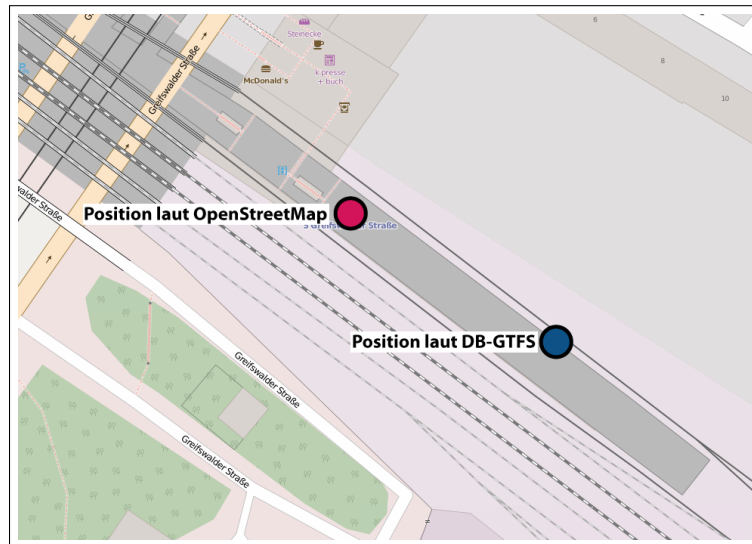 6
8
10
Steinecke
k presse
+ buch
McDonald's
Greifswalder Straße
Position laut OpenStreetMap
S Greifswalder Straße
Position laut DB-GTFS
Greifswalder Straße
Greifswalder Straße